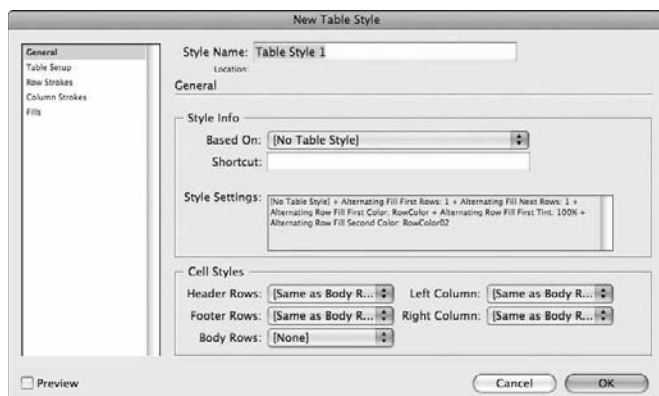 New Table Style
General
Table Setup
Row Strokes
Column Strokes
Fills
Style Name: Table Style 1
Location:
General
Style Info
Based On: [No Table Style]
Shortcut:
Style Settings: [No Table Style] + Alternating Fill First Rows: 1 + Alternating Fill Next Rows: 1 +
Alternating Row Fill First Color: RowColor + Alternating Row Fill First Tint: 100% +
Alternating Row Fill Second Color: RowColor02
Cell Styles
Header Rows: [Same as Body R... Left Column: [Same as Body R...
Footer Rows: [Same as Body R... Right Column: [Same as Body R...
Body Rows: [None]
Preview
Cancel
OK